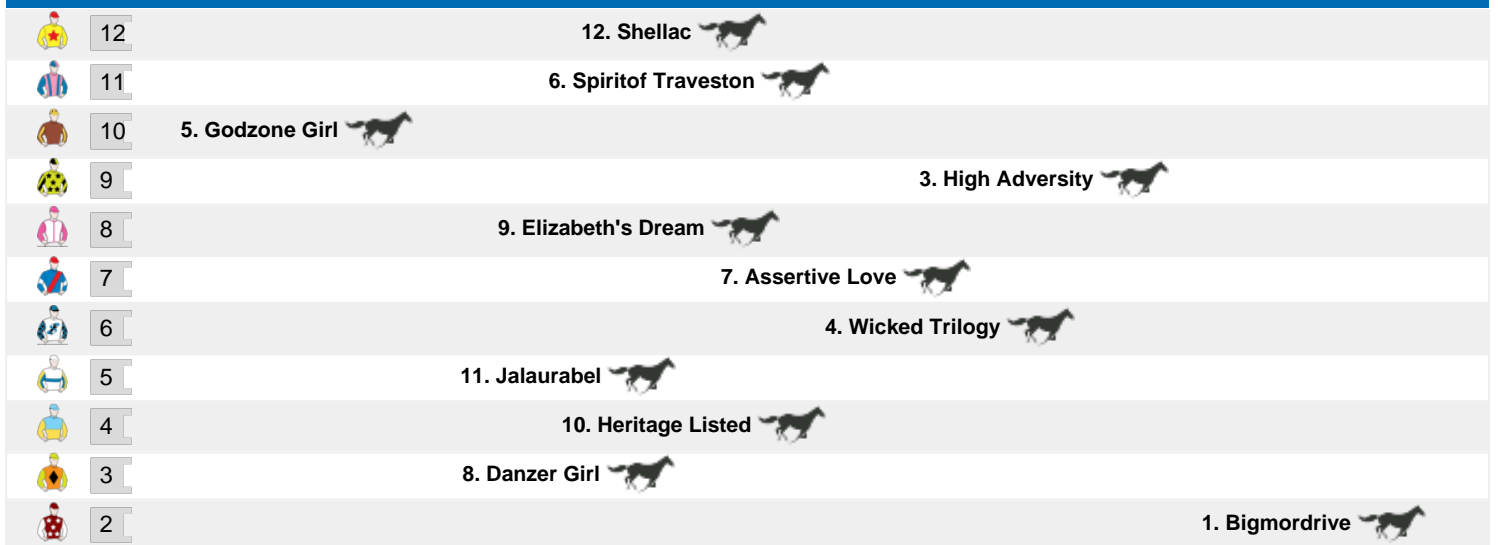 12 12. Shellac
11 6. Spiritof Traveston
10 5. Godzone Girl
9 3. High Adversity
8 9. Elizabeth's Dream
7 7. Assertive Love
6 4. Wicked Trilogy
5 11. Jalaurabel
4 10. Heritage Listed
3 8. Danzer Girl
2 1. Bigmordrive